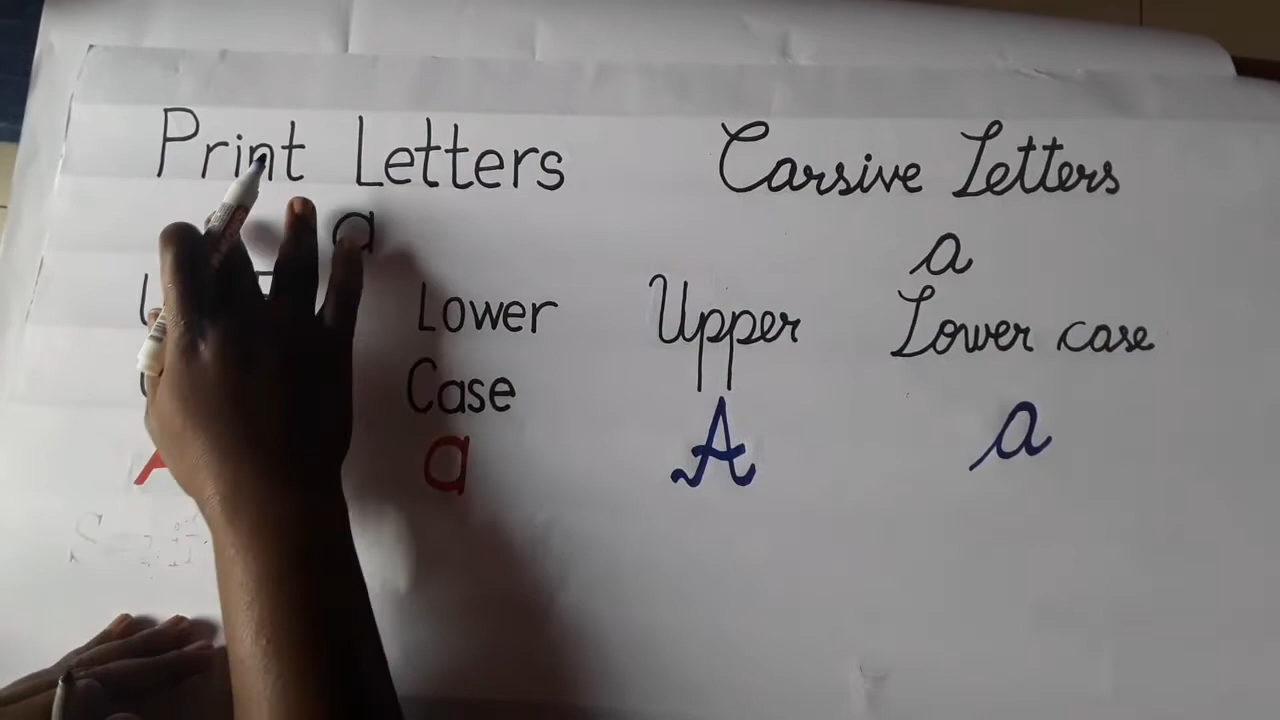 Print Letters
a
Lower
Case
a
Carsive Letters
a
Upper
Lower case
A
a